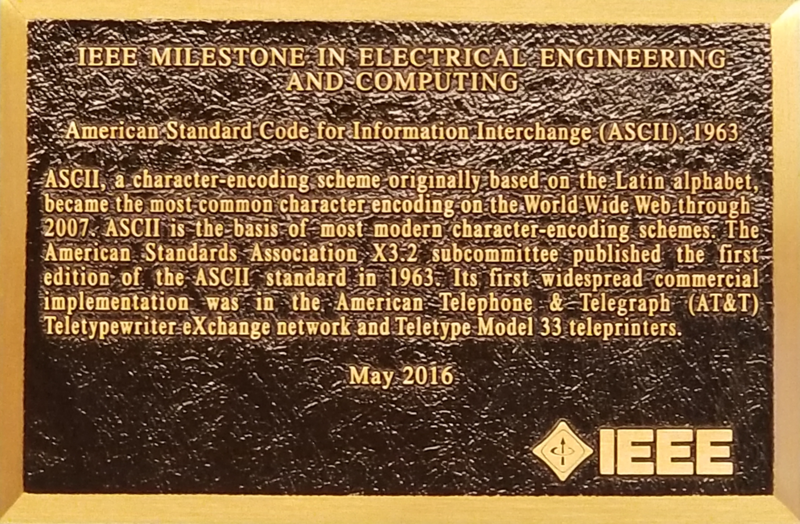 IEEE MILESTONE IN ELECTRICAL ENGINEERING
AND COMPUTING
American Standard Code for Information Interchange (ASCII), 1963
ASCII, a character-encoding scheme originally based on the Latin alphabet,
became the most common character encoding on the World Wide Web through
2007. ASCII is the basis of most modern character-encoding schemes. The
American Standards Association X3.2 subcommittee published the first
edition of the ASCII standard in 1963. Its first widespread commercial
implementation was in the American Telephone & Telegraph (AT&T)
Teletypewriter eXchange network and Teletype Model 33 teleprinters.
May 2016
IEEE